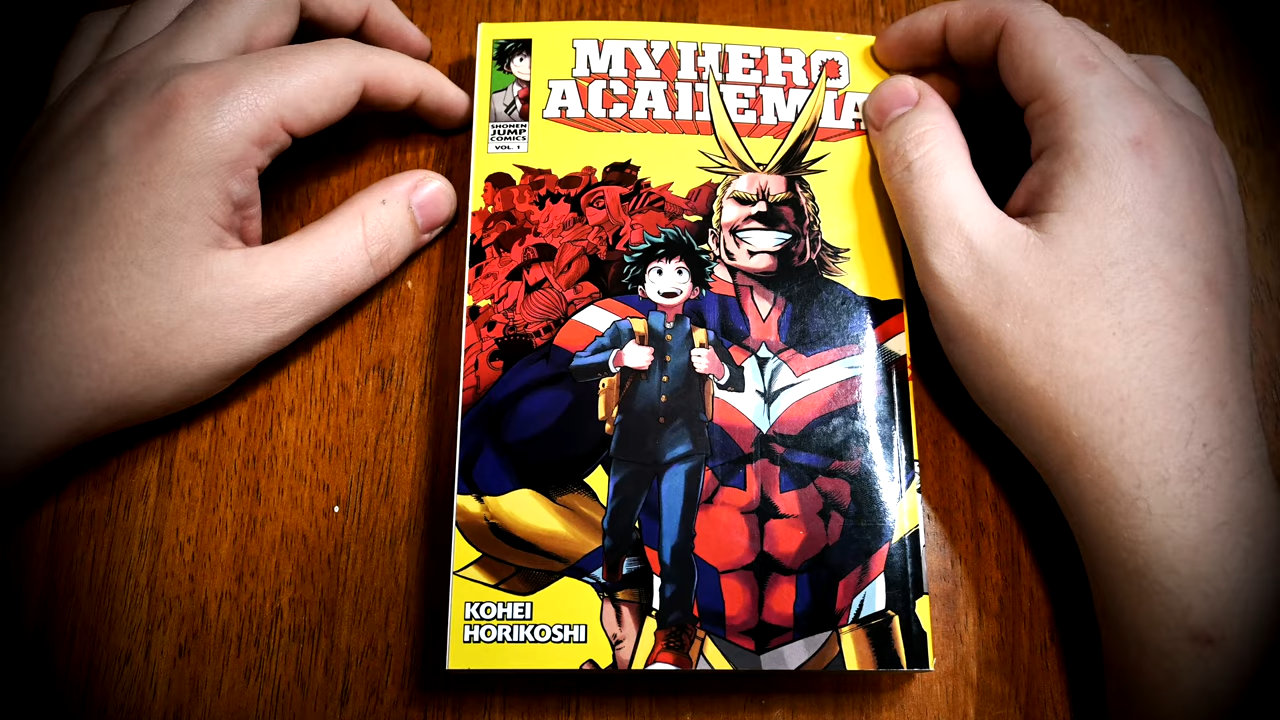 MY HERO
ACADEMIA
SHONEN
JUMP
COMICS
VOL. 1
KOHEI
HORIKOSHI